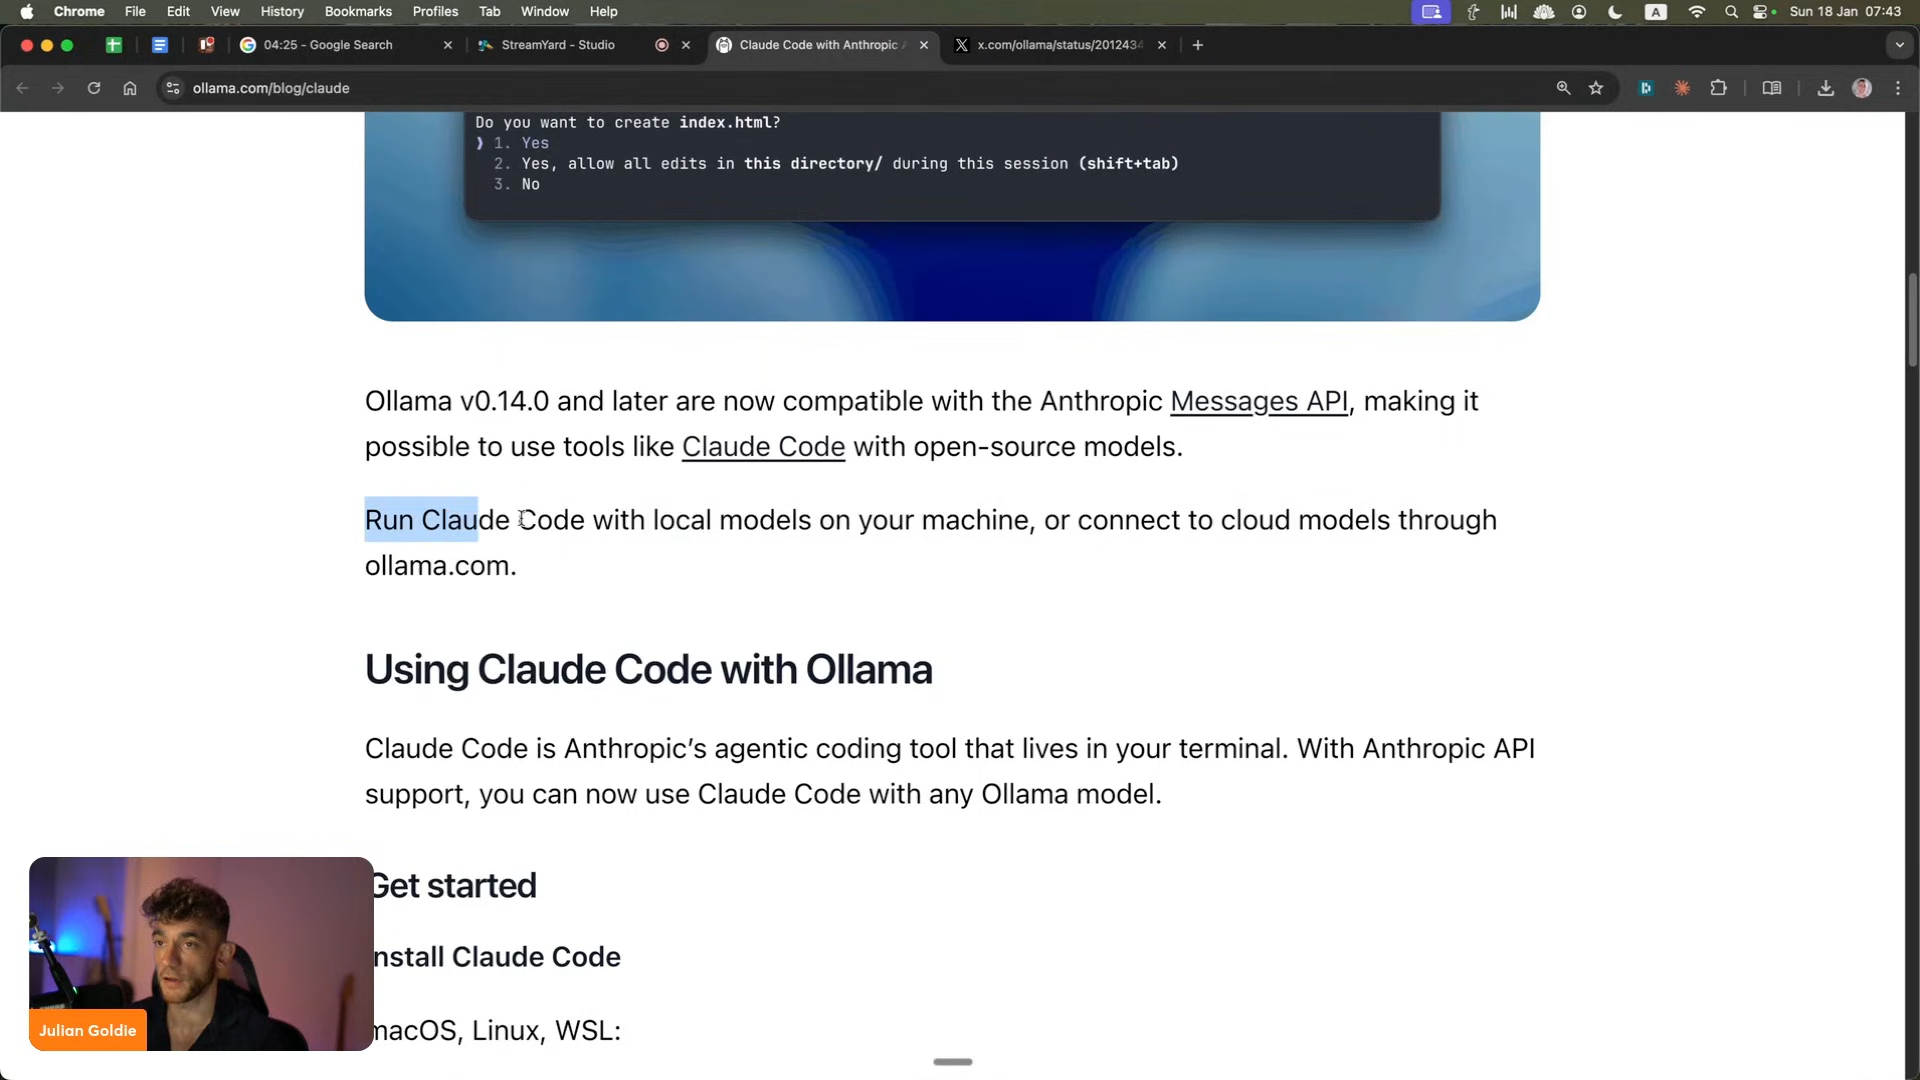 Chrome File Edit View History Bookmarks Profiles Tab Window Help A Sun 18 Jan 07:43
04:25 - Google Search StreamYard - Studio Claude Code with Anthropic x.com/ollama/status/2012434
ollama.com/blog/claude
Do you want to create index.html?
❯ 1. Yes
2. Yes, allow all edits in this directory/ during this session (shift+tab)
3. No
Ollama v0.14.0 and later are now compatible with the Anthropic Messages API, making it
possible to use tools like Claude Code with open-source models.
Run Claude Code with local models on your machine, or connect to cloud models through
ollama.com.
Using Claude Code with Ollama
Claude Code is Anthropic’s agentic coding tool that lives in your terminal. With Anthropic API
support, you can now use Claude Code with any Ollama model.
Get started
nstall Claude Code
macOS, Linux, WSL:
Julian Goldie